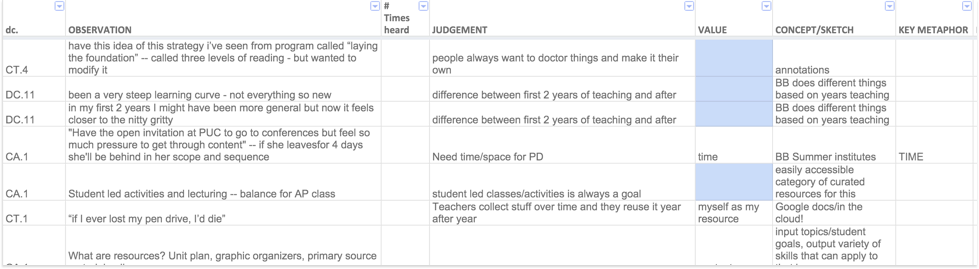 dc. OBSERVATION # Times heard JUDGEMENT VALUE CONCEPT/SKETCH KEY METAPHOR
have this idea of this strategy i've seen from program called "laying
the foundation" -- called three levels of reading - but wanted to
modify it
CT.4
people always want to doctor things and make it their
own
annotations
DC.11
been a very steep learning curve - not everything so new
difference between first 2 years of teaching and after
BB does different things
based on years teaching
DC.11
in my first 2 years I might have been more general but now it feels
closer to the nitty gritty
difference between first 2 years of teaching and after
BB does different things
based on years teaching
CA.1
"Have the open invitation at PUC to go to conferences but feel so
much pressure to get through content" -- if she leavesfor 4 days
she'll be behind in her scope and sequence
Need time/space for PD
time
BB Summer institutes
TIME
CA.1
Student led activities and lecturing -- balance for AP class
student led classes/activities is always a goal
easily accessible
category of curated
resources for this
CT.1
"if I ever lost my pen drive, I'd die"
Teachers collect stuff over time and they reuse it year
after year
myself as my
resource
Google docs/in the
cloud!
What are resources? Unit plan, graphic organizers, primary source
input topics/student
goals, output variety of
skills that can apply to